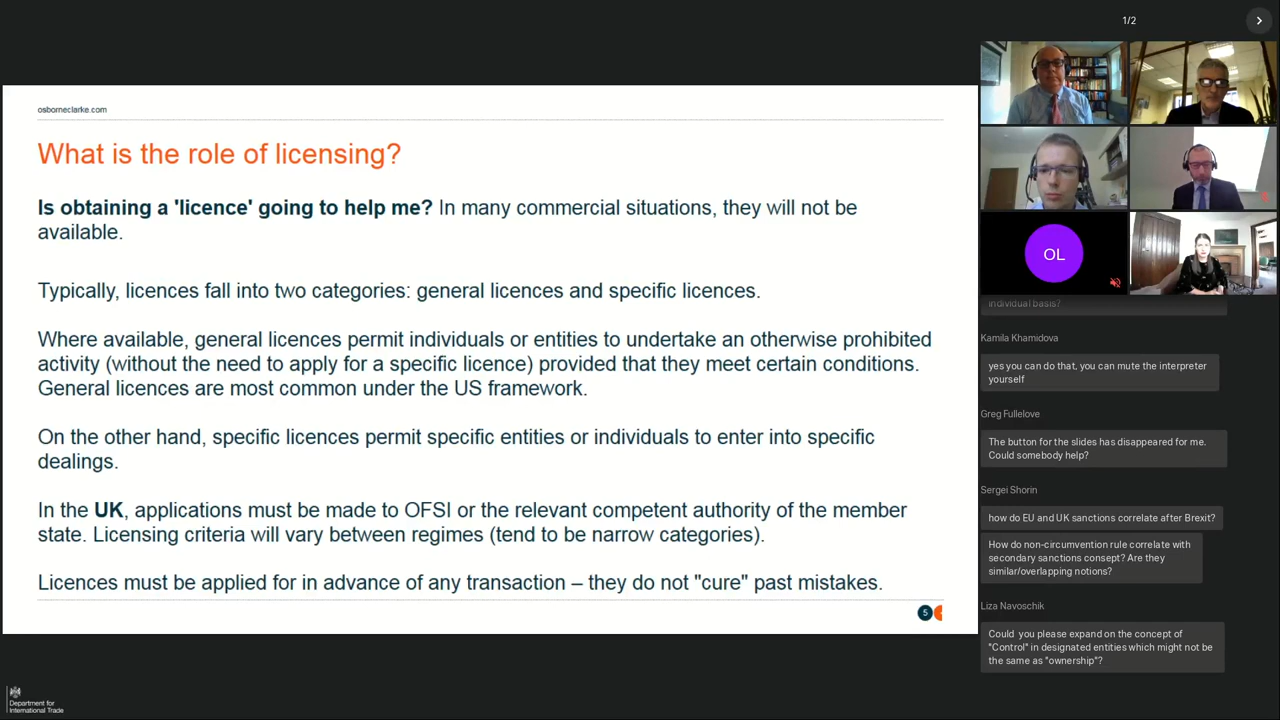 osborneclarke.com
What is the role of licensing?
Is obtaining a 'licence' going to help me? In many commercial situations, they will not be
available.
Typically, licences fall into two categories: general licences and specific licences.
Where available, general licences permit individuals or entities to undertake an otherwise prohibited
activity (without the need to apply for a specific licence) provided that they meet certain conditions.
General licences are most common under the US framework.
On the other hand, specific licences permit specific entities or individuals to enter into specific
dealings.
In the UK, applications must be made to OFSI or the relevant competent authority of the member
state. Licensing criteria will vary between regimes (tend to be narrow categories).
Licences must be applied for in advance of any transaction – they do not "cure" past mistakes.
5
Department for
International Trade
1/2
OL
individual basis?
Kamila Khamidova
yes you can do that, you can mute the interpreter
yourself
Greg Fullelove
The button for the slides has disappeared for me.
Could somebody help?
Sergei Shorin
how do EU and UK sanctions correlate after Brexit?
How do non-circumvention rule correlate with
secondary sanctions consept? Are they
similar/overlapping notions?
Liza Navoschik
Could you please expand on the concept of
"Control" in designated entities which might not be
the same as "ownership"?